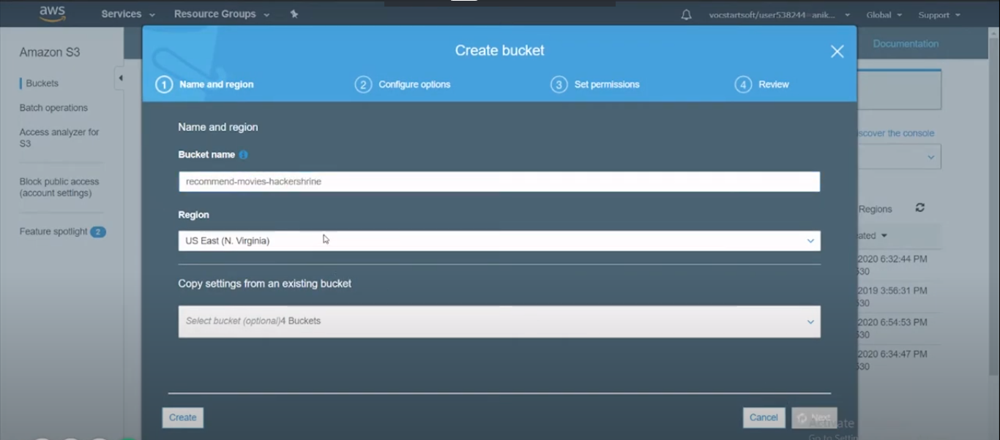 aws
Services
Resource Groups
vocstartsoft/user538244=anik...
Global
Support
Amazon S3
Buckets
Batch operations
Access analyzer for
S3
Block public access
(account settings)
Feature spotlight 2
Documentation
Create bucket
1 Name and region
2 Configure options
3 Set permissions
4 Review
Name and region
Bucket name
recommend-movies-hackershrine
Region
US East (N. Virginia)
Copy settings from an existing bucket
Select bucket (optional)4 Buckets
Create
Cancel
Next
scover the console
Regions
ated
2020 6:32:44 PM
530
2019 3:56:31 PM
530
2020 6:54:53 PM
530
2020 6:34:47 PM
530
Activate
Go to Settin